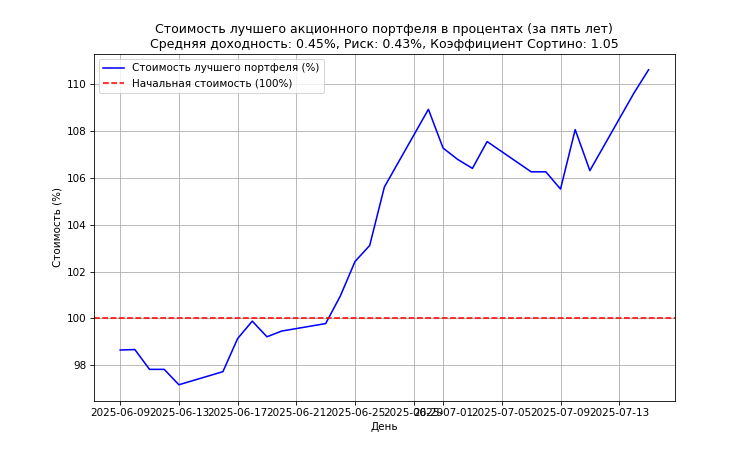 Стоимость лучшего акционного портфеля в процентах (за пять лет)
Средняя доходность: 0.45%, Риск: 0.43%, Коэффициент Сортино: 1.05
Стоимость лучшего портфеля (%)
Начальная стоимость (100%)
Стоимость (%)
110
108
106
104
102
100
98
2025-06-09 2025-06-13 2025-06-17 2025-06-21 2025-06-25 2025-06-29 2025-07-01 2025-07-05 2025-07-09 2025-07-13
День